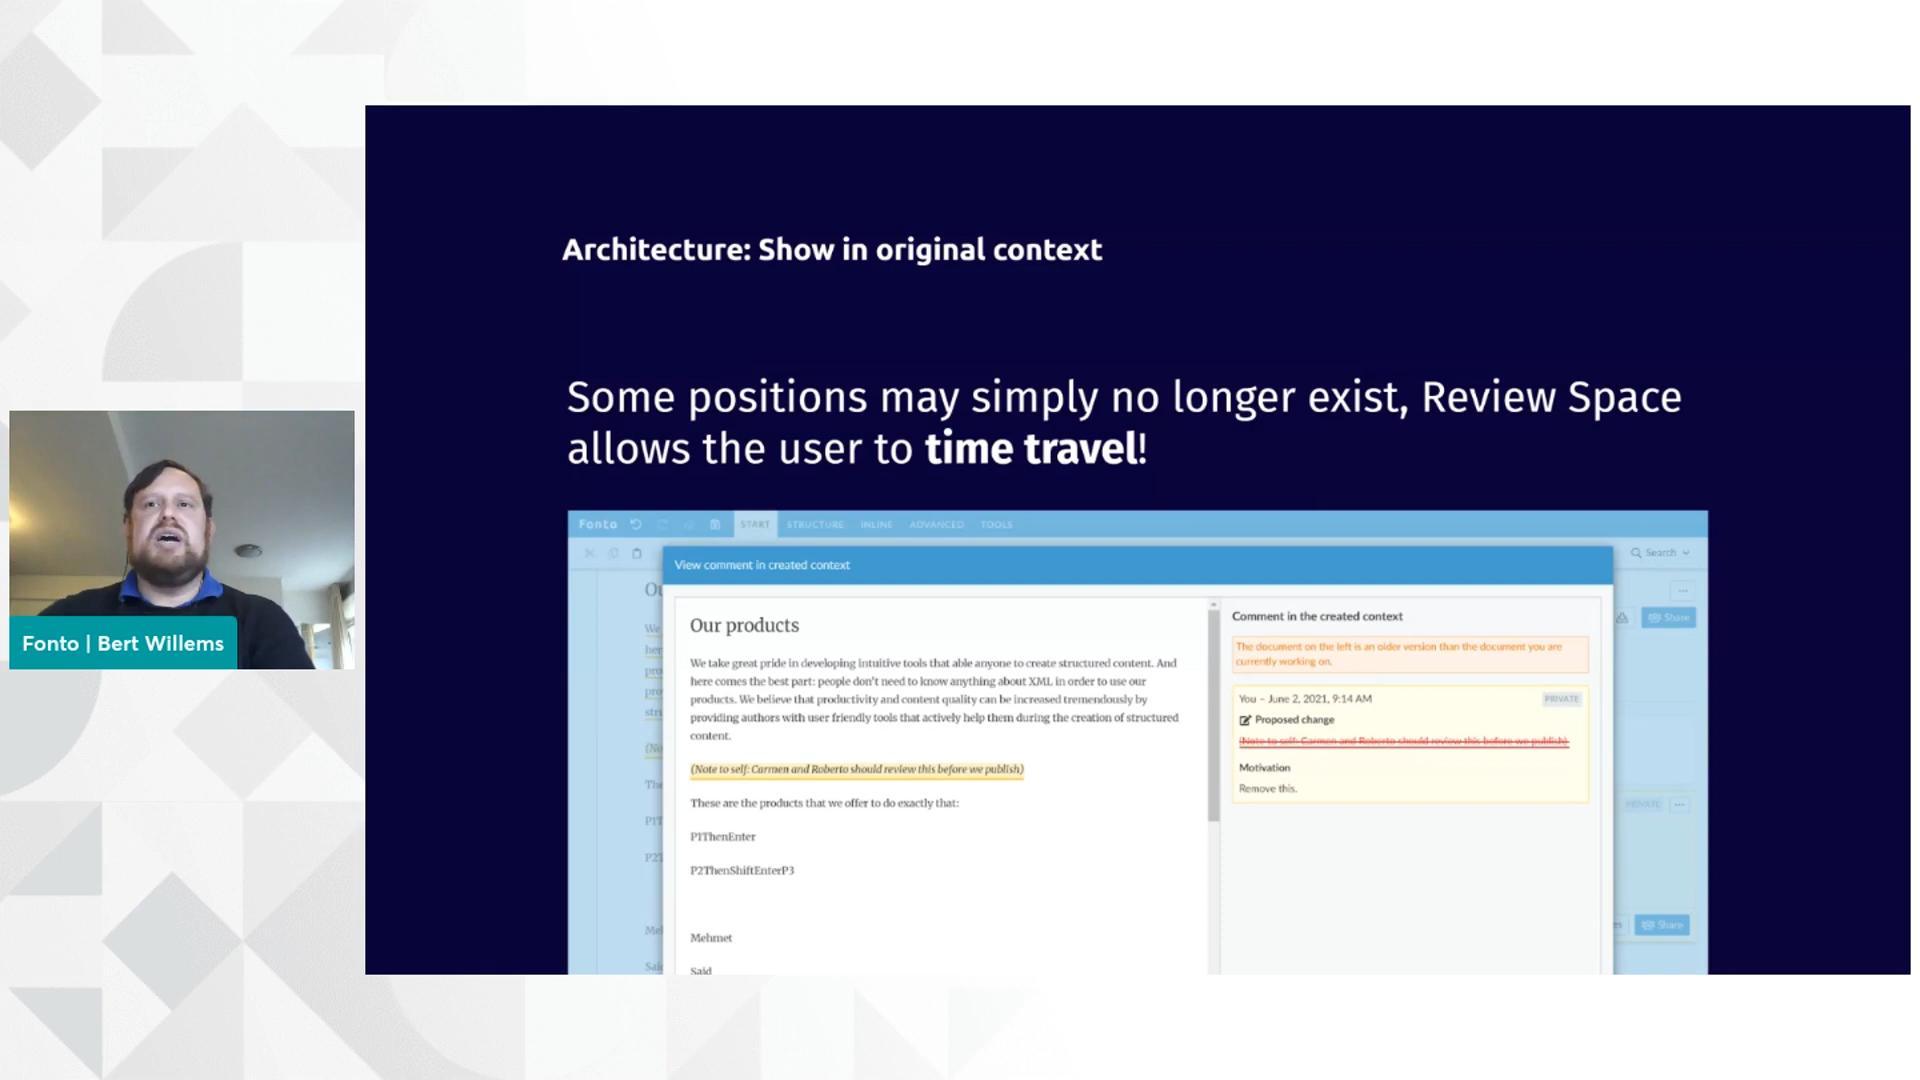 Architecture: Show in original context
Some positions may simply no longer exist, Review Space
allows the user to time travel!
Fonto START STRUCTURE INLINE ADVANCED TOOLS
Search
View comment in created context
Our products
We take great pride in developing intuitive tools that able anyone to create structured content. And
here comes the best part: people don't need to know anything about XML in order to use our
products. We believe that productivity and content quality can be increased tremendously by
providing authors with user friendly tools that actively help them during the creation of structured
content.
(Note to self: Carmen and Roberto should review this before we publish)
These are the products that we offer to do exactly that:
P1ThenEnter
P2ThenShiftEnterP3
Mehmet
Said
Comment in the created context
The document on the left is an older version than the document you are
currently working on.
You – June 2, 2021, 9:14 AM PRIVATE
Proposed change
(Note to self: Carmen and Roberto should review this before we publish)
Motivation
Remove this.
Share
PRIVATE
Share
Fonto | Bert Willems